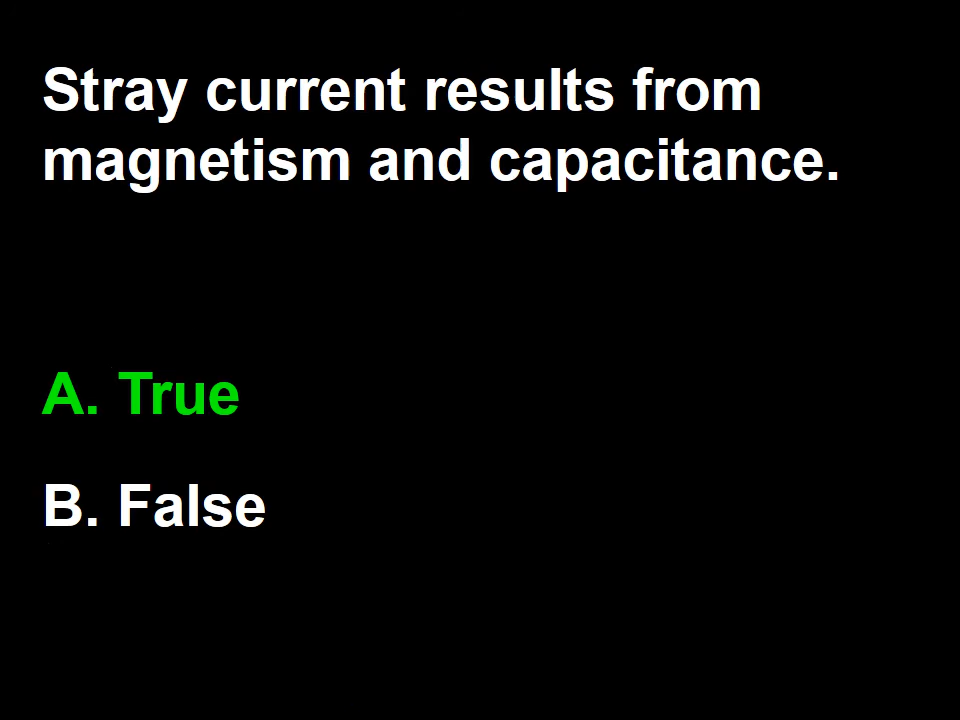 Stray current results from
magnetism and capacitance.
A. True
B. False